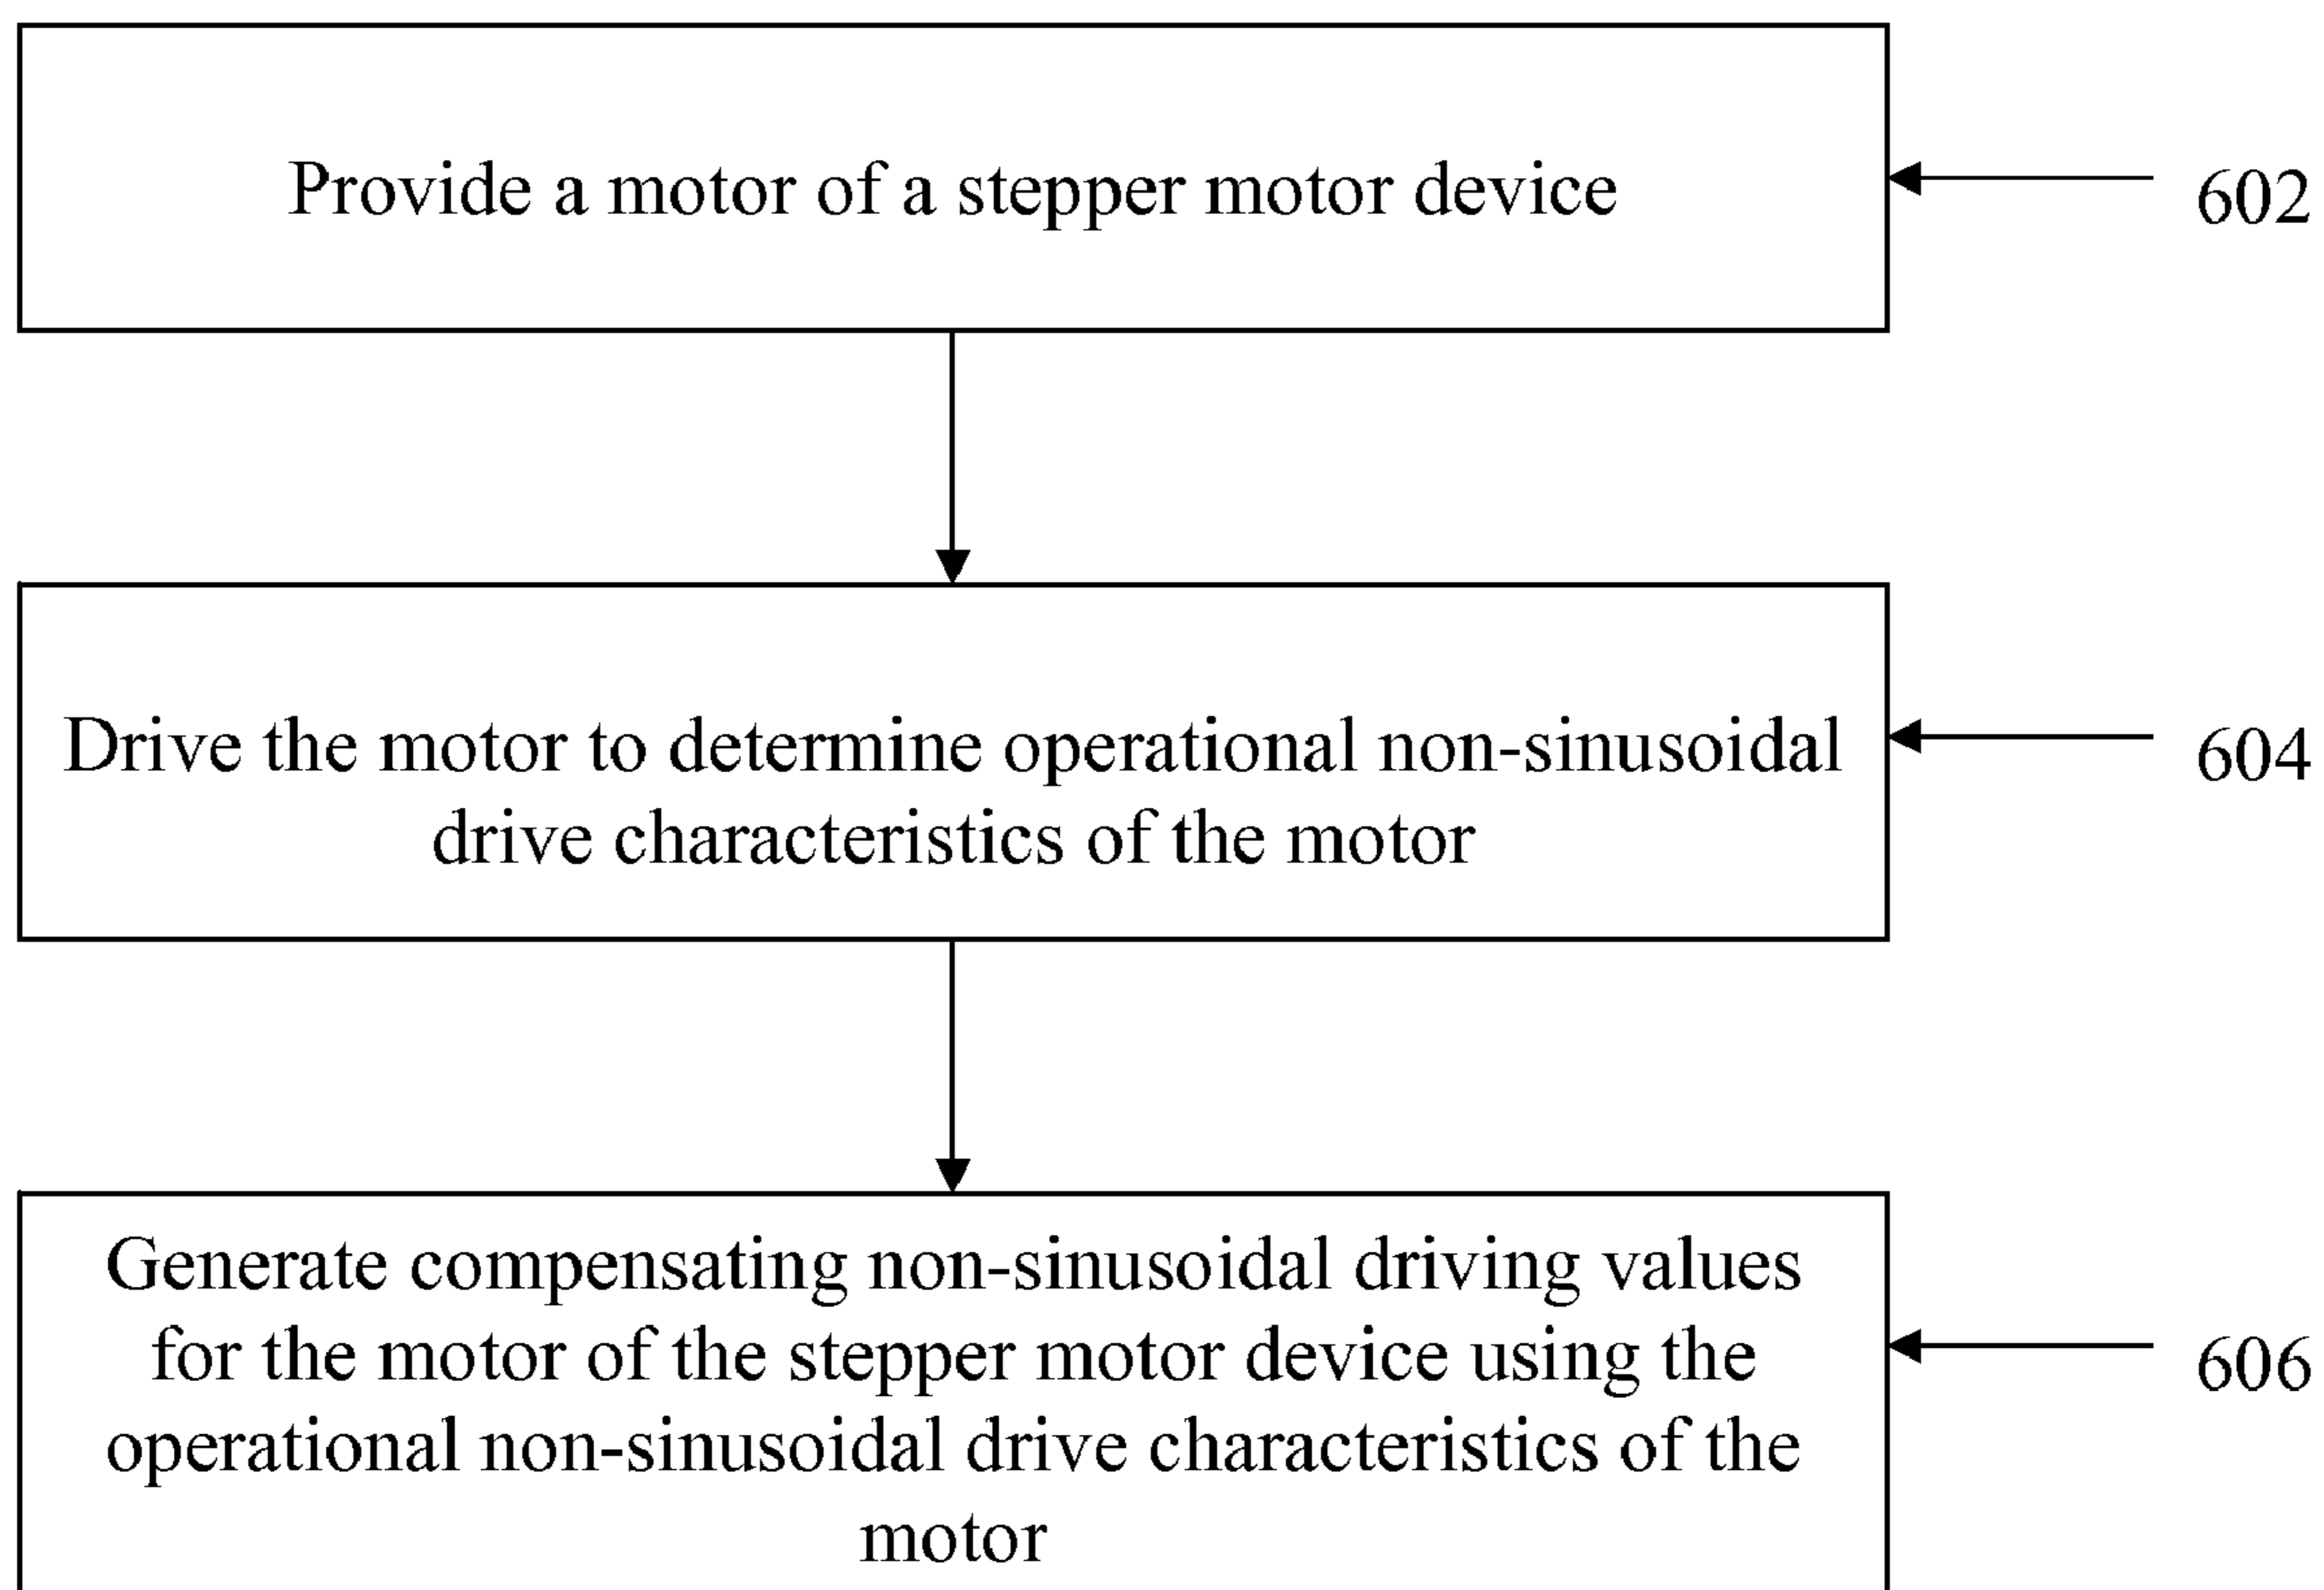 Provide a motor of a stepper motor device
602
Drive the motor to determine operational non-sinusoidal
drive characteristics of the motor
604
Generate compensating non-sinusoidal driving values
for the motor of the stepper motor device using the
operational non-sinusoidal drive characteristics of the
motor
606